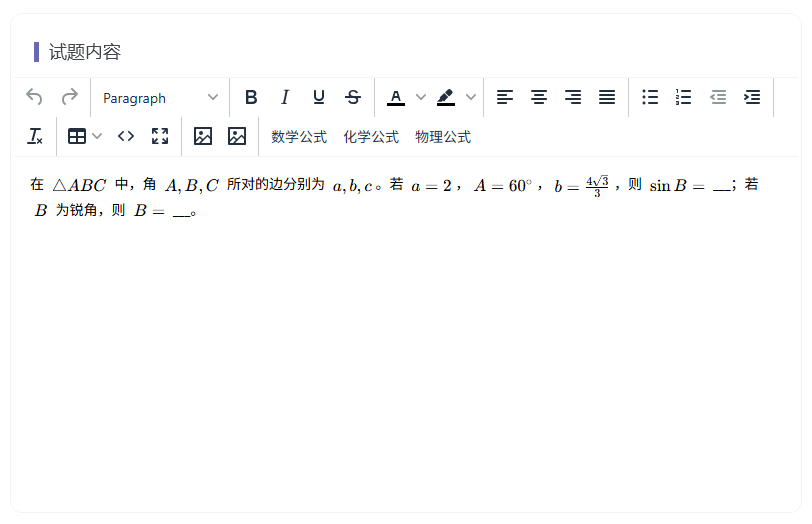 试题内容
Paragraph B I U S A
数学公式 化学公式 物理公式
在 △ABC 中，角 A, B, C 所对的边分别为 a, b, c。若 a = 2，A = 60°，b = \frac{4\sqrt{3}}{3}，则 sin B = __；若
B 为锐角，则 B = __。